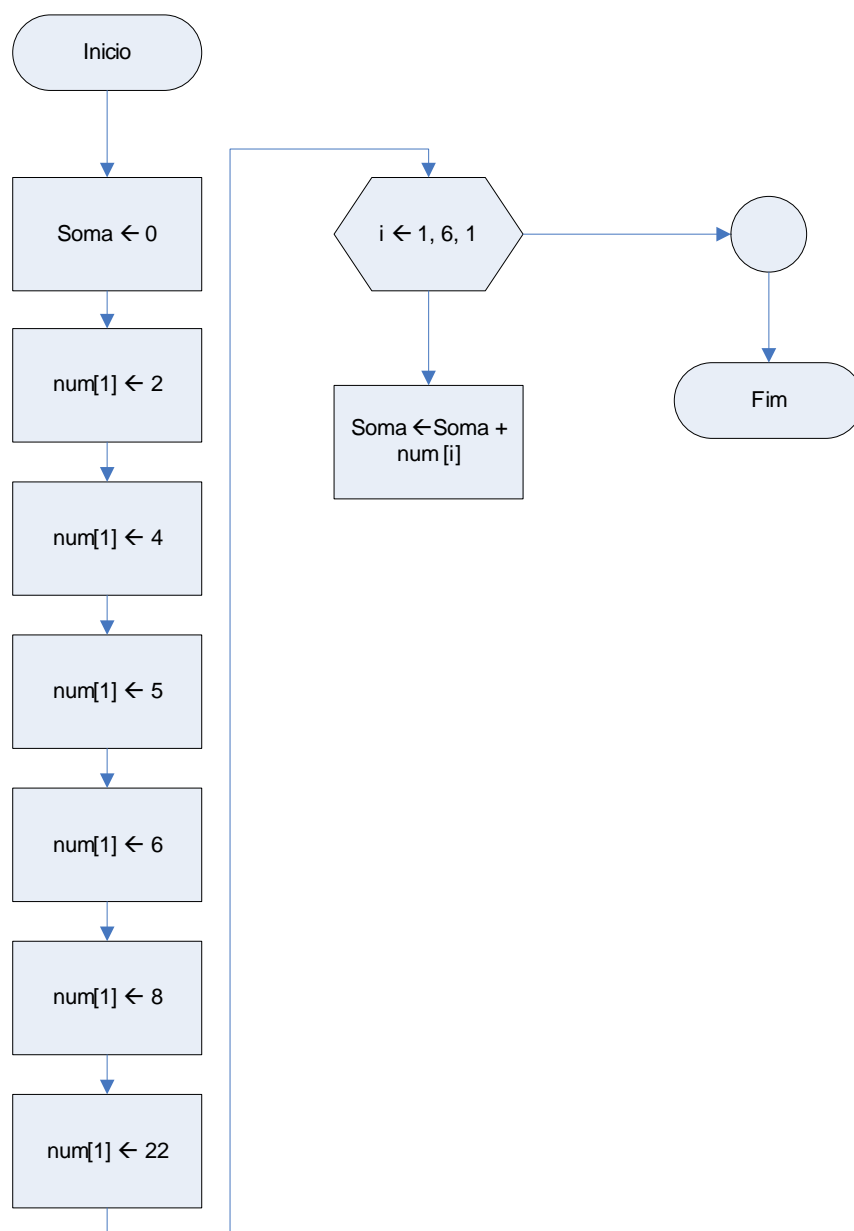 Inicio
Soma ← 0
num[1] ← 2
num[1] ← 4
num[1] ← 5
num[1] ← 6
num[1] ← 8
num[1] ← 22
i ← 1, 6, 1
Soma ←Soma +
num [i]
Fim